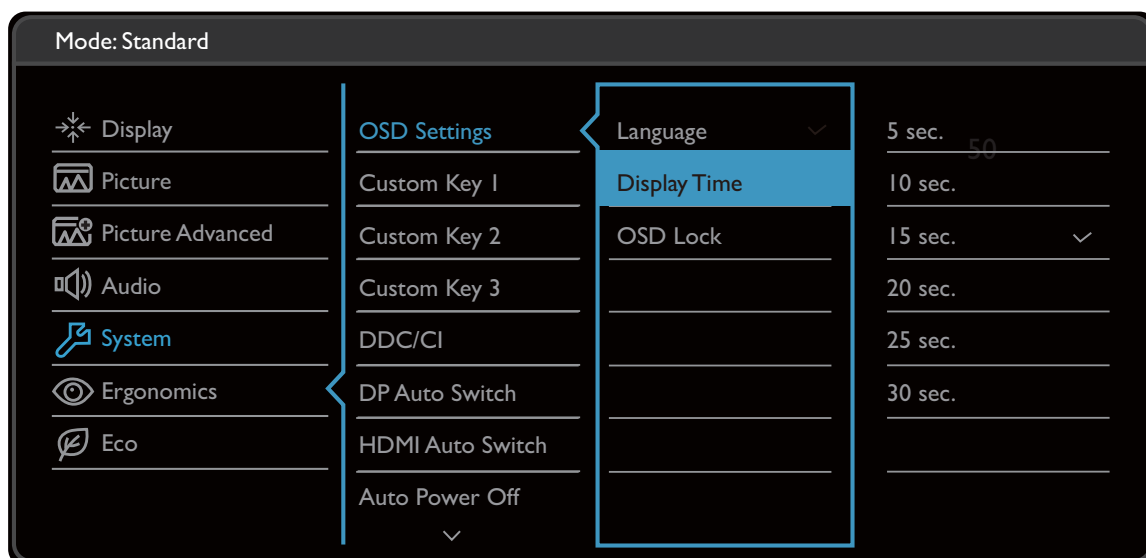 Mode: Standard
Display
Picture
Picture Advanced
Audio
System
Ergonomics
Eco
OSD Settings
Custom Key 1
Custom Key 2
Custom Key 3
DDC/CI
DP Auto Switch
HDMI Auto Switch
Auto Power Off
Language
Display Time
OSD Lock
5 sec.
50
10 sec.
15 sec.
20 sec.
25 sec.
30 sec.